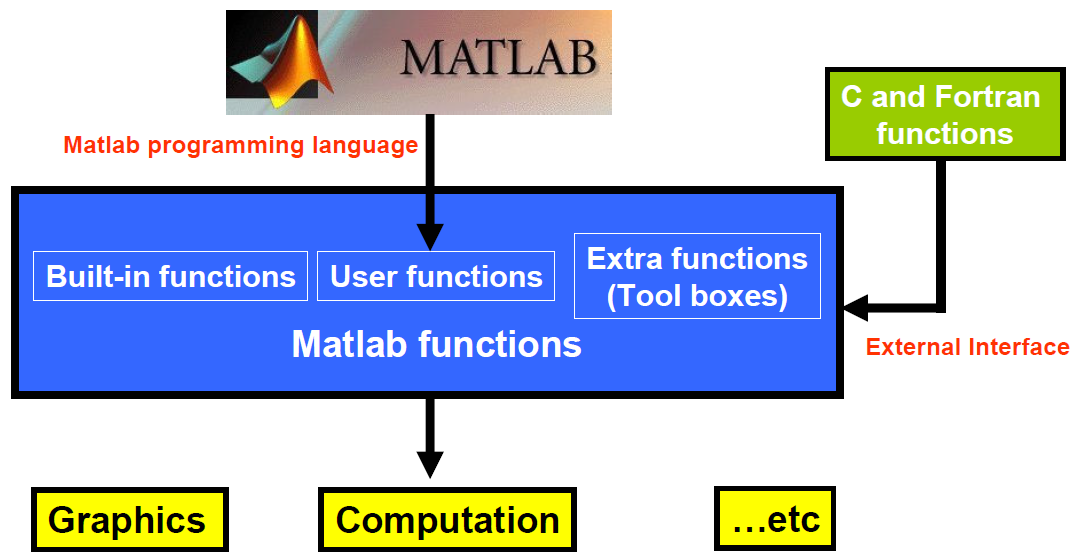 MATLAB
C and Fortran
functions
Matlab programming language
Built-in functions
User functions
Extra functions
(Tool boxes)
Matlab functions
External Interface
Graphics
Computation
...etc